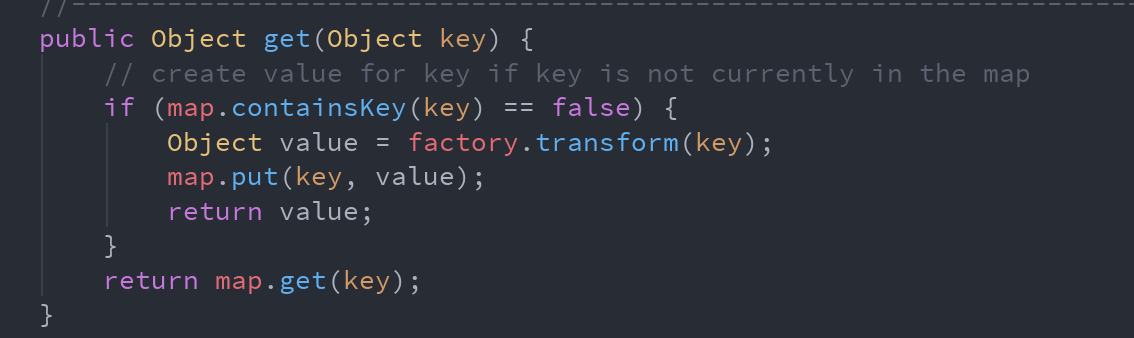 //--------------------------------------------------------------------
public Object get(Object key) {
    // create value for key if key is not currently in the map
    if (map.containsKey(key) == false) {
        Object value = factory.transform(key);
        map.put(key, value);
        return value;
    }
    return map.get(key);
}